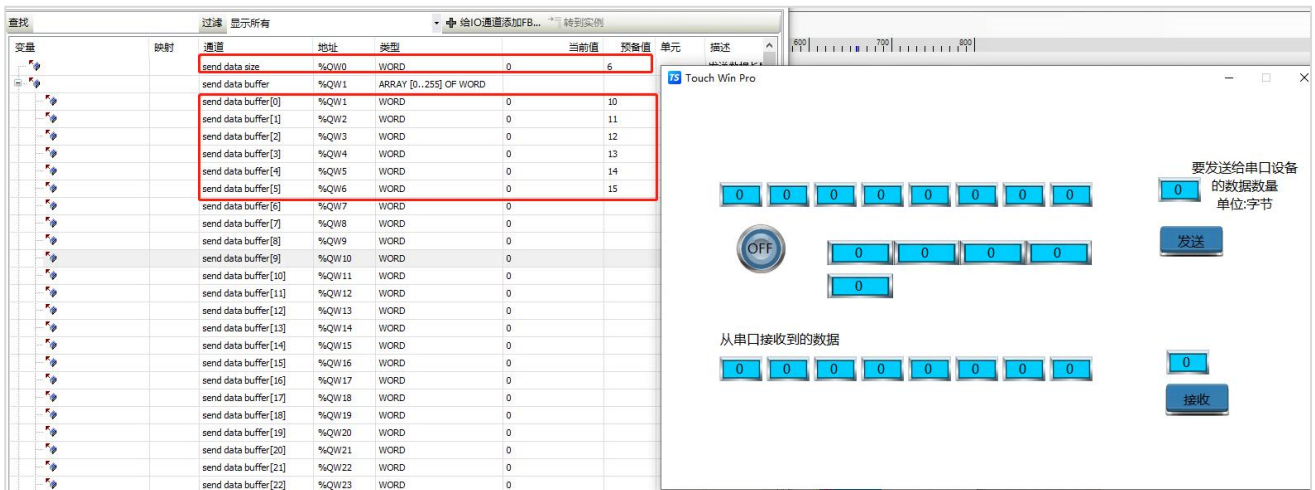 查找 过滤 显示所有 给IO通道添加FB... 转到实例
变量 映射 通道 地址 类型 当前值 预备值 单元 描述
send data size %QW0 WORD 0 6
send data buffer %QW1 ARRAY [0..255] OF WORD
send data buffer[0] %QW1 WORD 0 10
send data buffer[1] %QW2 WORD 0 11
send data buffer[2] %QW3 WORD 0 12
send data buffer[3] %QW4 WORD 0 13
send data buffer[4] %QW5 WORD 0 14
send data buffer[5] %QW6 WORD 0 15
send data buffer[6] %QW7 WORD 0
send data buffer[7] %QW8 WORD 0
send data buffer[8] %QW9 WORD 0
send data buffer[9] %QW10 WORD 0
send data buffer[10] %QW11 WORD 0
send data buffer[11] %QW12 WORD 0
send data buffer[12] %QW13 WORD 0
send data buffer[13] %QW14 WORD 0
send data buffer[14] %QW15 WORD 0
send data buffer[15] %QW16 WORD 0
send data buffer[16] %QW17 WORD 0
send data buffer[17] %QW18 WORD 0
send data buffer[18] %QW19 WORD 0
send data buffer[19] %QW20 WORD 0
send data buffer[20] %QW21 WORD 0
send data buffer[21] %QW22 WORD 0
send data buffer[22] %QW23 WORD 0
600 700 800
TS Touch Win Pro
要发送给串口设备
0 0 0 0 0 0 0 0 0 的数据数量
单位:字节
OFF 0 0 0 0 发送
0
从串口接收到的数据
0 0 0 0 0 0 0 0 0
接收